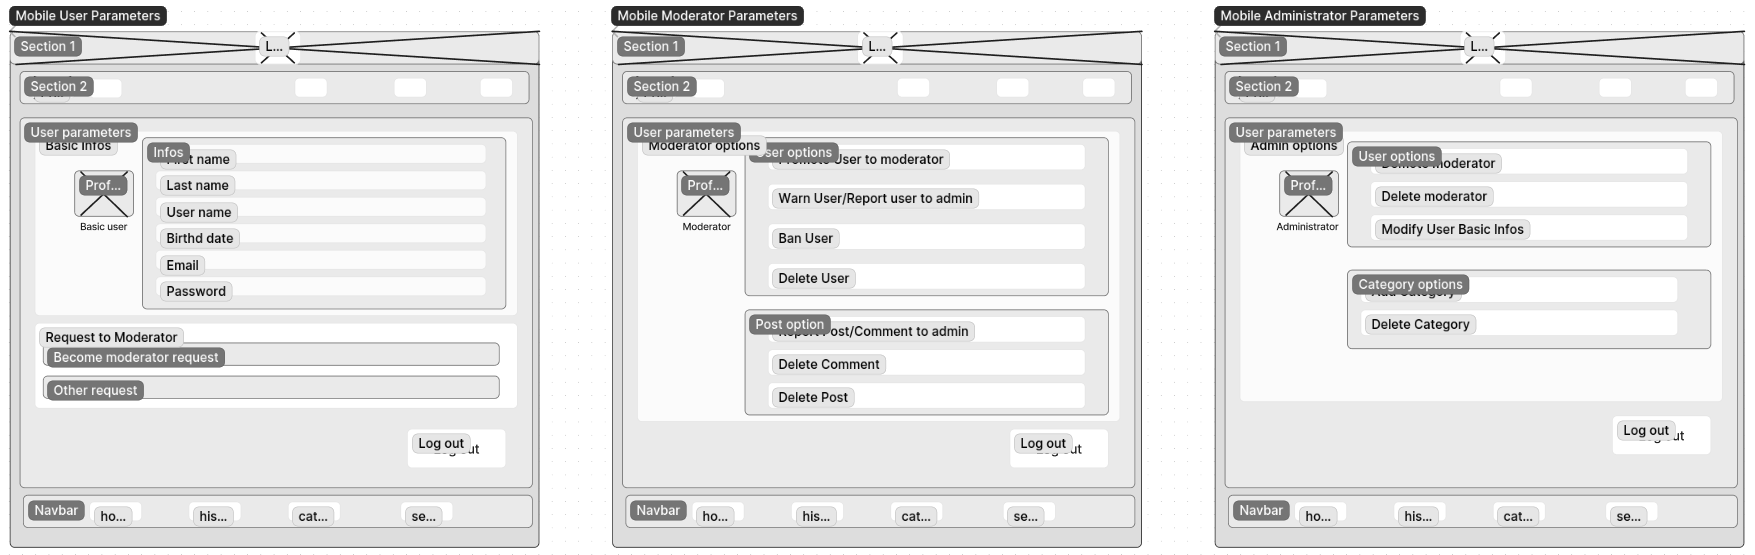 Mobile User Parameters
Section 1
L...
Section 2
User parameters
Basic Infos
Infos
First name
Prof...
Last name
User name
Basic user
Birthd date
Email
Password
Request to Moderator
Become moderator request
Other request
Log out
Navbar
ho...
his...
cat...
se...
Mobile Moderator Parameters
Section 1
L...
Section 2
User parameters
Moderator options
User options
Promote User to moderator
Prof...
Warn User/Report user to admin
Moderator
Ban User
Delete User
Post option
Report Post/Comment to admin
Delete Comment
Delete Post
Log out
Navbar
ho...
his...
cat...
se...
Mobile Administrator Parameters
Section 1
L...
Section 2
User parameters
Admin options
User options
Demote moderator
Prof...
Delete moderator
Administrator
Modify User Basic Infos
Category options
Add Category
Delete Category
Log out
Navbar
ho...
his...
cat...
se...